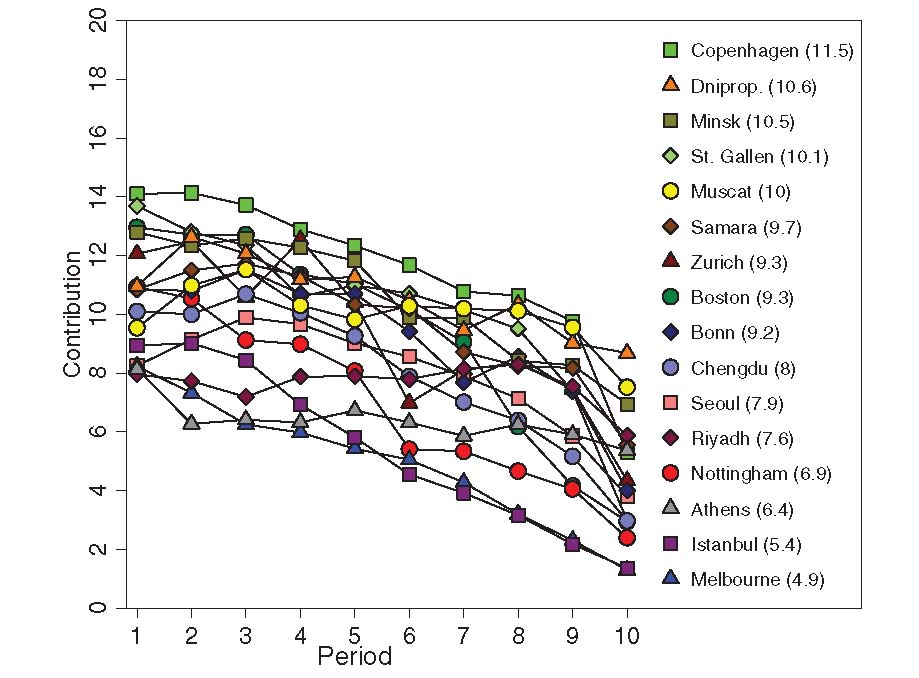 20
18
16
14
12
10
8
6
4
2
0
Contribution
1 2 3 4 5 6 7 8 9 10
Period
Copenhagen (11.5)
Dniprop. (10.6)
Minsk (10.5)
St. Gallen (10.1)
Muscat (10)
Samara (9.7)
Zurich (9.3)
Boston (9.3)
Bonn (9.2)
Chengdu (8)
Seoul (7.9)
Riyadh (7.6)
Nottingham (6.9)
Athens (6.4)
Istanbul (5.4)
Melbourne (4.9)